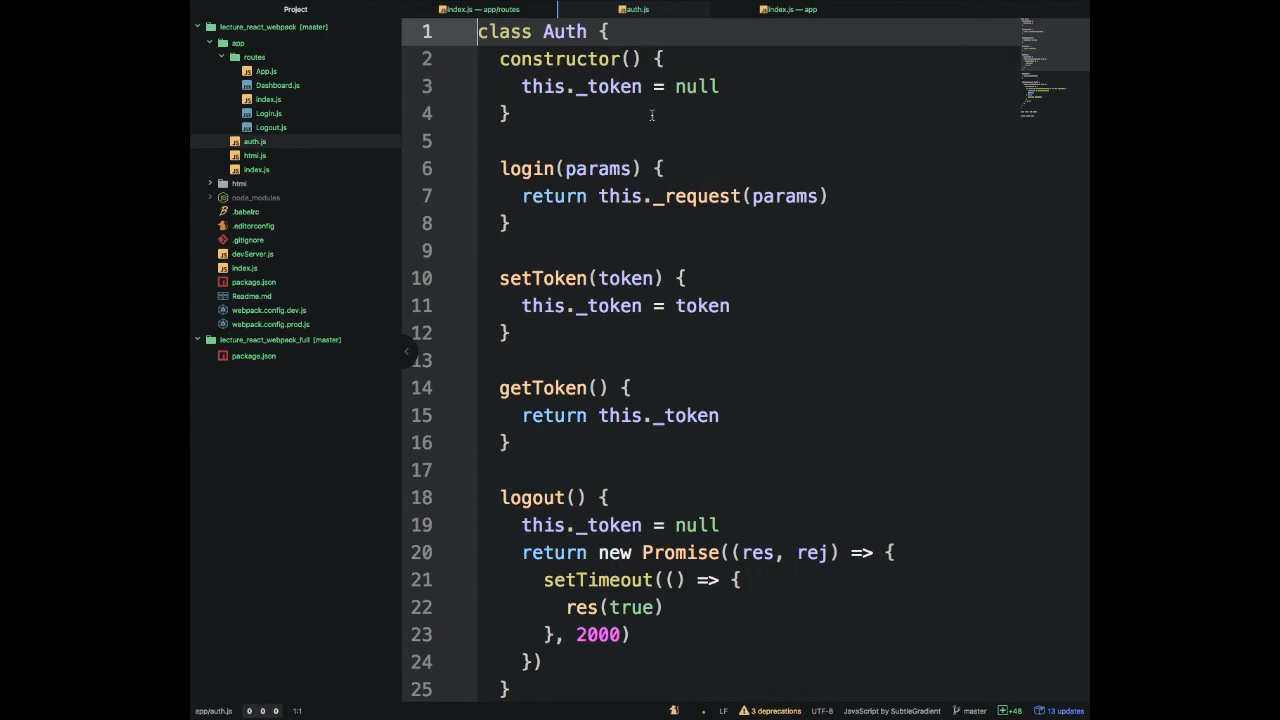 Project
index.js — app/routes
auth.js
index.js — app
lecture_react_webpack [master]
app
routes
App.js
Dashboard.js
index.js
Login.js
Logout.js
auth.js
html.js
index.js
html
node_modules
.babelrc
.editorconfig
.gitignore
devServer.js
index.js
package.json
Readme.md
webpack.config.dev.js
webpack.config.prod.js
lecture_react_webpack_full [master]
package.json
1 class Auth {
2 constructor() {
3 this._token = null
4 }
5
6 login(params) {
7 return this._request(params)
8 }
9
10 setToken(token) {
11 this._token = token
12 }
13
14 getToken() {
15 return this._token
16 }
17
18 logout() {
19 this._token = null
20 return new Promise((res, rej) => {
21 setTimeout(() => {
22 res(true)
23 }, 2000)
24 })
25 }
app/auth.js 0 0 0 1:1 LF 3 deprecations UTF-8 JavaScript by SubtleGradient master +48 13 updates